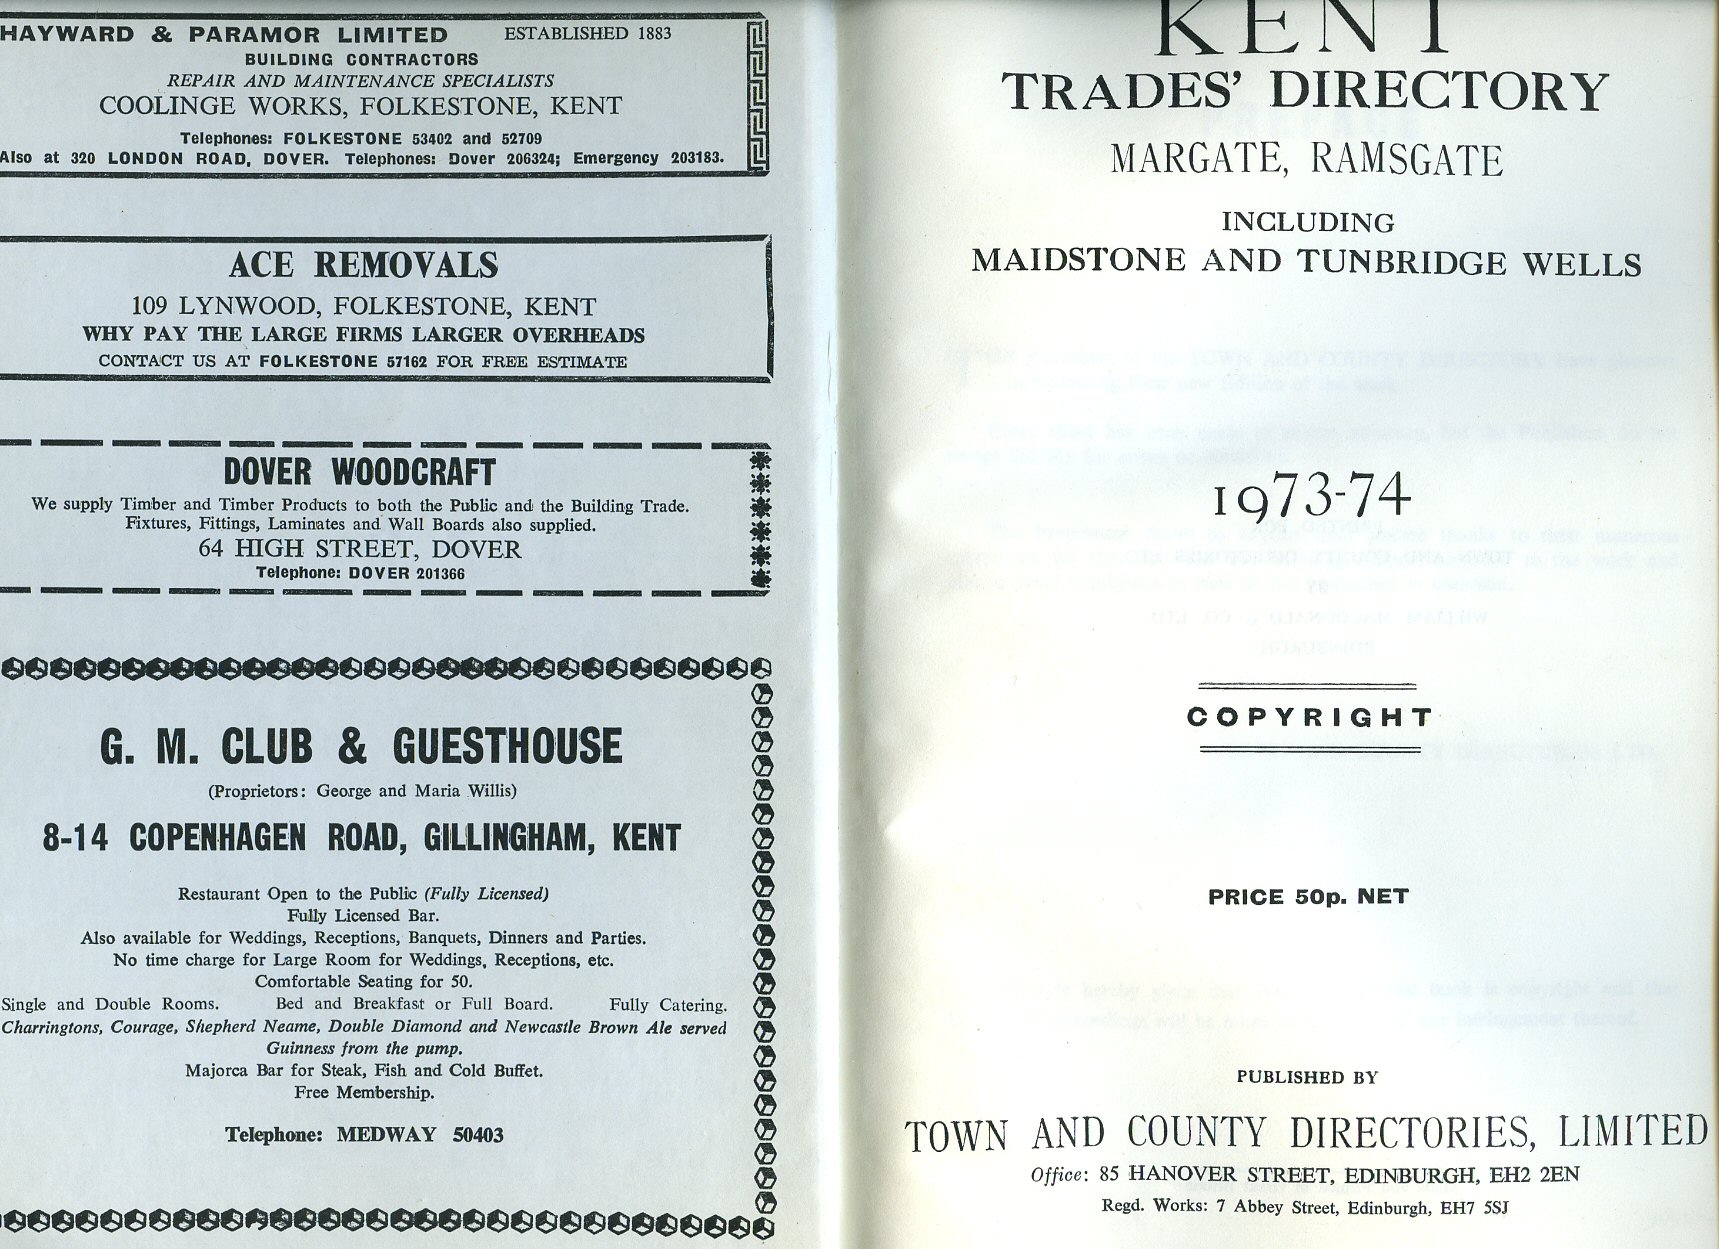 HAYWARD & PARAMOR LIMITED ESTABLISHED 1883
BUILDING CONTRACTORS
REPAIR AND MAINTENANCE SPECIALISTS
COOLINGE WORKS, FOLKESTONE, KENT
Telephones: FOLKESTONE 53402 and 52709
Also at 320 LONDON ROAD, DOVER. Telephones: Dover 206324; Emergency 203183.
ACE REMOVALS
109 LYNWOOD, FOLKESTONE, KENT
WHY PAY THE LARGE FIRMS LARGER OVERHEADS
CONTACT US AT FOLKESTONE 57162 FOR FREE ESTIMATE
DOVER WOODCRAFT
We supply Timber and Timber Products to both the Public and the Building Trade.
Fixtures, Fittings, Laminates and Wall Boards also supplied.
64 HIGH STREET, DOVER
Telephone: DOVER 201366
G. M. CLUB & GUESTHOUSE
(Proprietors: George and Maria Willis)
8-14 COPENHAGEN ROAD, GILLINGHAM, KENT
Restaurant Open to the Public (Fully Licensed)
Fully Licensed Bar.
Also available for Weddings, Receptions, Banquets, Dinners and Parties.
No time charge for Large Room for Weddings, Receptions, etc.
Comfortable Seating for 50.
Single and Double Rooms. Bed and Breakfast or Full Board. Fully Catering.
Charringtons, Courage, Shepherd Neame, Double Diamond and Newcastle Brown Ale served
Guinness from the pump.
Majorca Bar for Steak, Fish and Cold Buffet.
Free Membership.
Telephone: MEDWAY 50403
KENT
TRADES' DIRECTORY
MARGATE, RAMSGATE
INCLUDING
MAIDSTONE AND TUNBRIDGE WELLS
1973-74
COPYRIGHT
PRICE 50p. NET
PUBLISHED BY
TOWN AND COUNTY DIRECTORIES, LIMITED
Office: 85 HANOVER STREET, EDINBURGH, EH2 2EN
Regd. Works: 7 Abbey Street, Edinburgh, EH7 5SJ